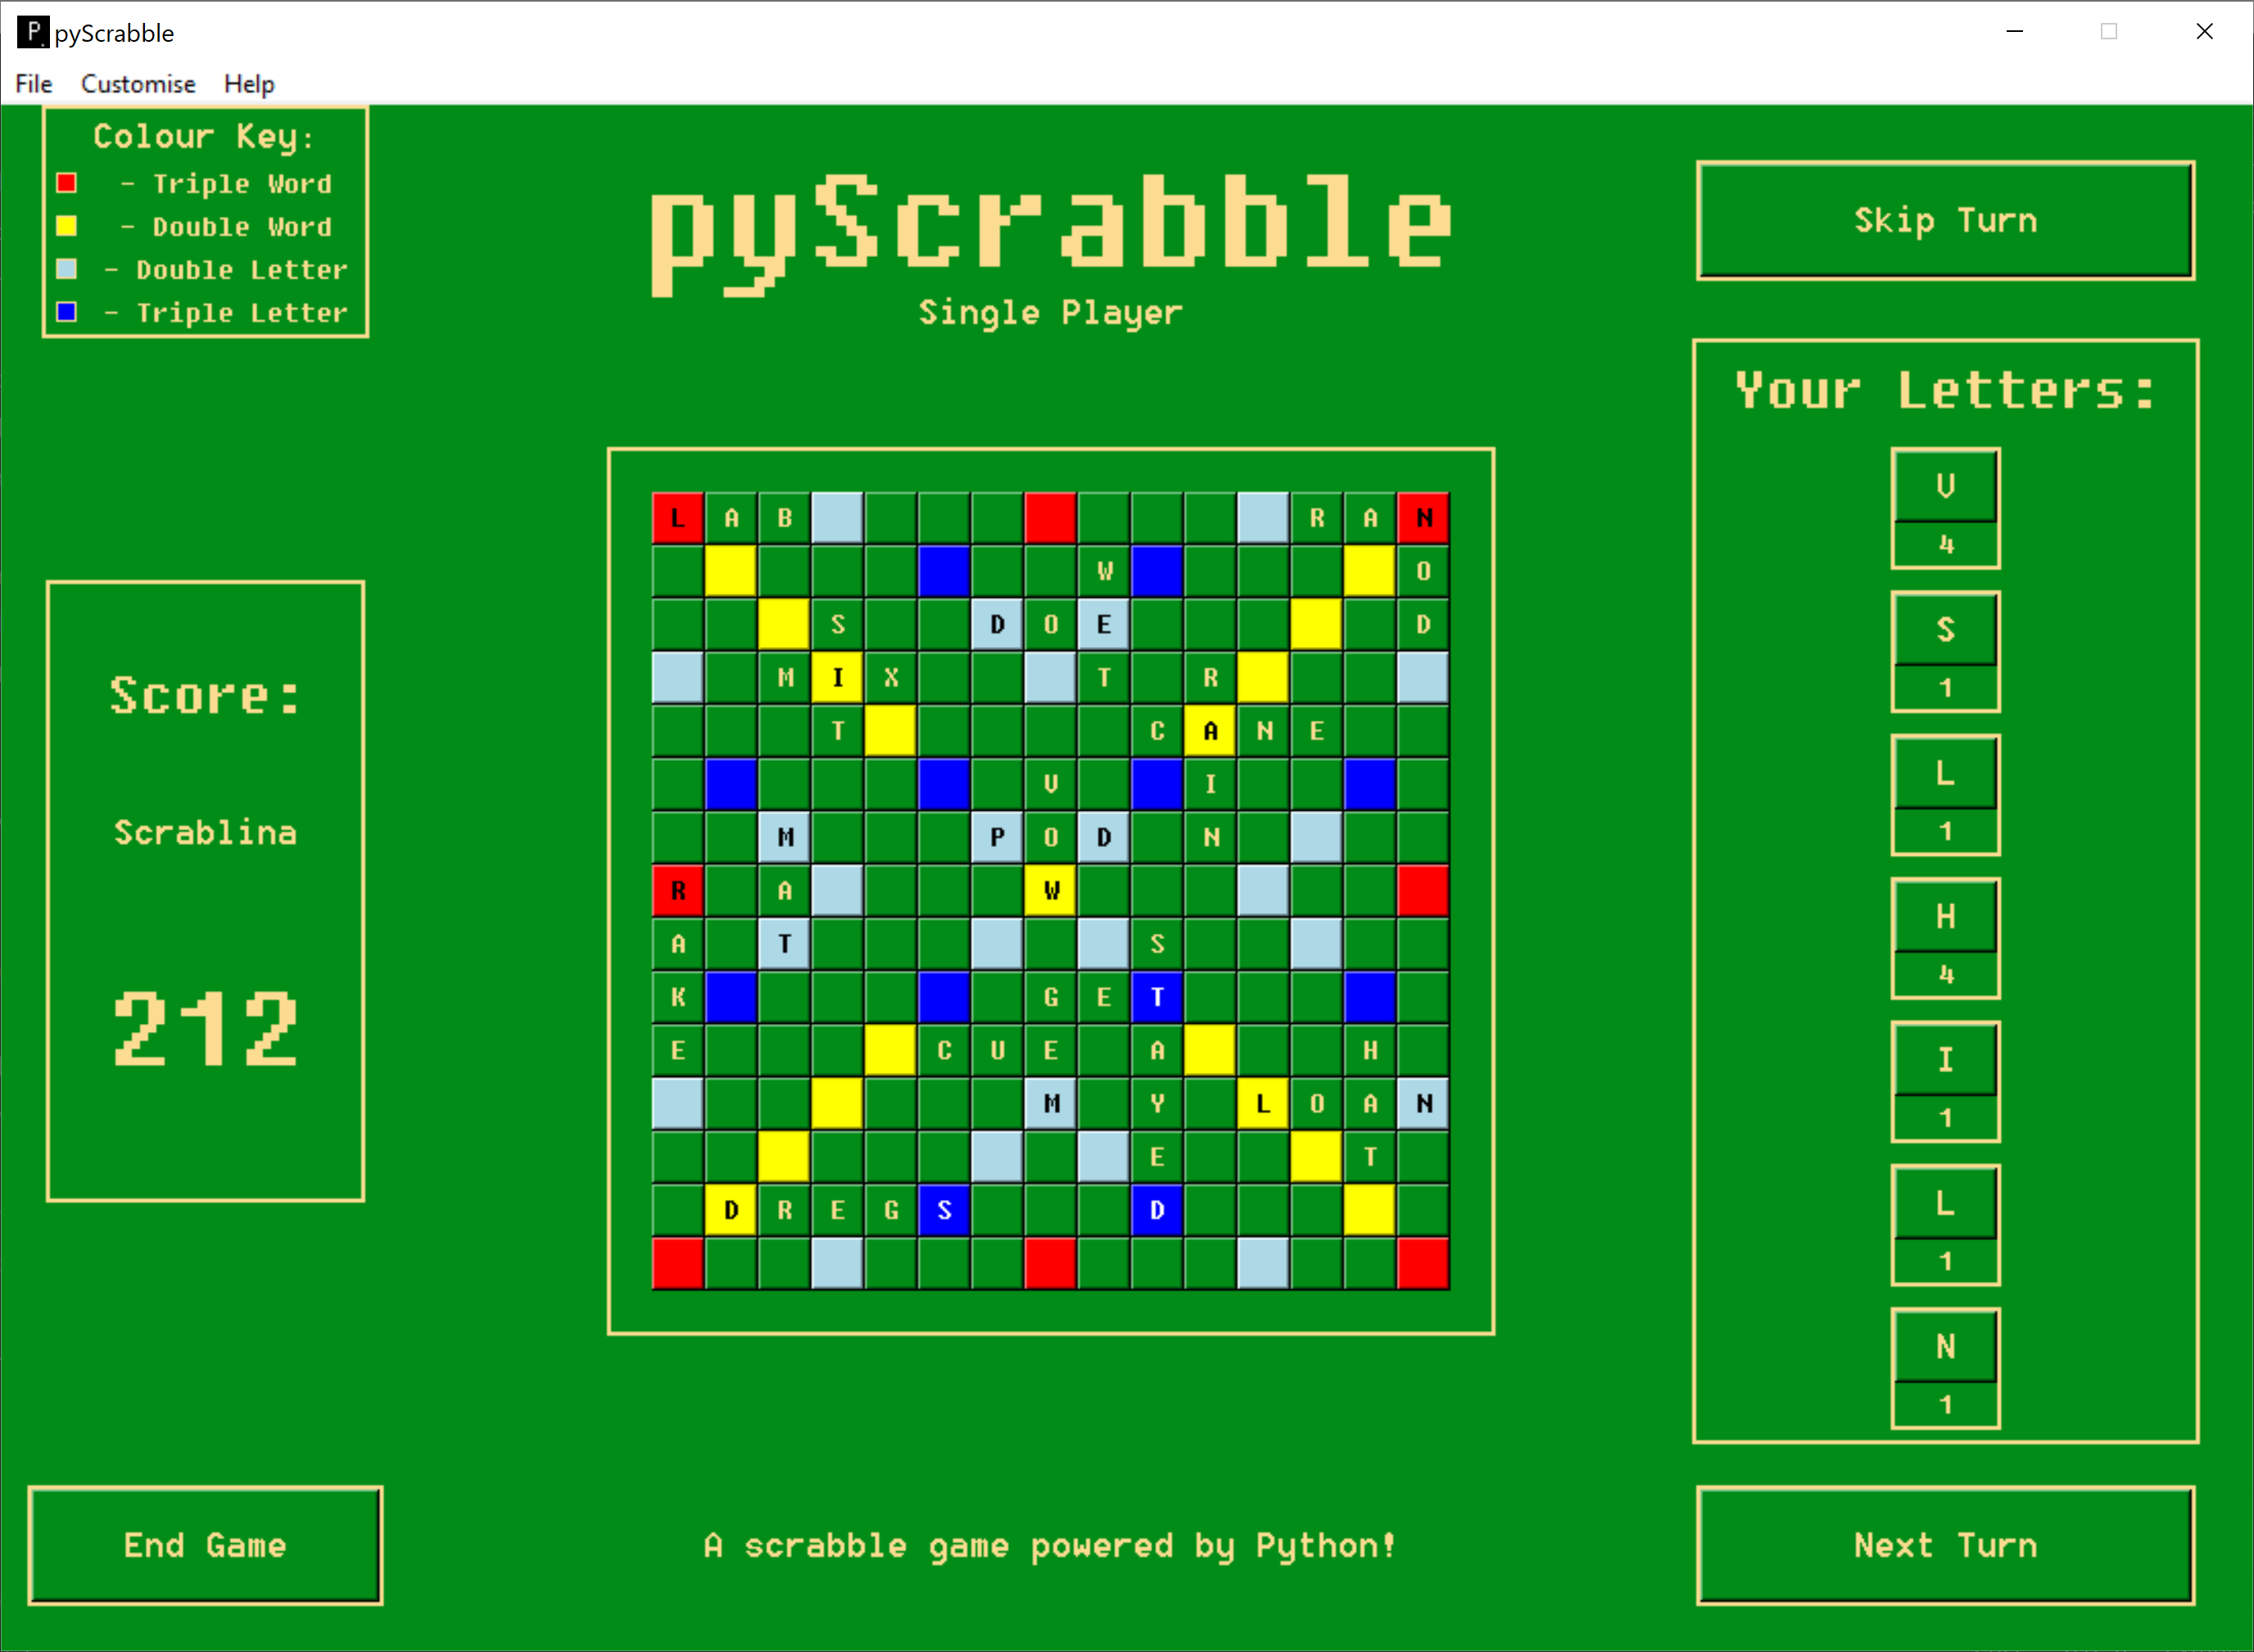 P.
pyScrabble
File Customise Help
Colour Key:
- Triple Word
- Double Word
- Double Letter
- Triple Letter
pyScrabble
Single Player
Skip Turn
Score:
Scrablina
212
L A B R A N
W O
S D O E D
M I X T R
T C A N E
V I
M P O D N
R A W
A T S
K G E T
E C U E A H
M Y L O A N
E T
D R E G S D
Your Letters:
V
4
S
1
L
1
H
4
I
1
L
1
N
1
End Game
A scrabble game powered by Python!
Next Turn